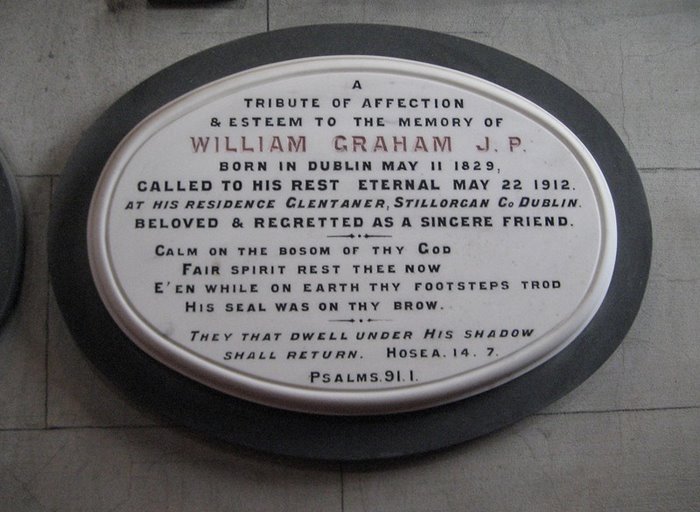 A
TRIBUTE OF AFFECTION
& ESTEEM TO THE MEMORY OF
WILLIAM GRAHAM J.P.
BORN IN DUBLIN MAY 11 1829,
CALLED TO HIS REST ETERNAL MAY 22 1912.
AT HIS RESIDENCE GLENTANER, STILLORGAN Co DUBLIN.
BELOVED & REGRETTED AS A SINCERE FRIEND.
CALM ON THE BOSOM OF THY GOD
FAIR SPIRIT REST THEE NOW
E'EN WHILE ON EARTH THY FOOTSTEPS TROD
HIS SEAL WAS ON THY BROW.
THEY THAT DWELL UNDER HIS SHADOW
SHALL RETURN. HOSEA. 14. 7.
PSALMS. 91. 1.